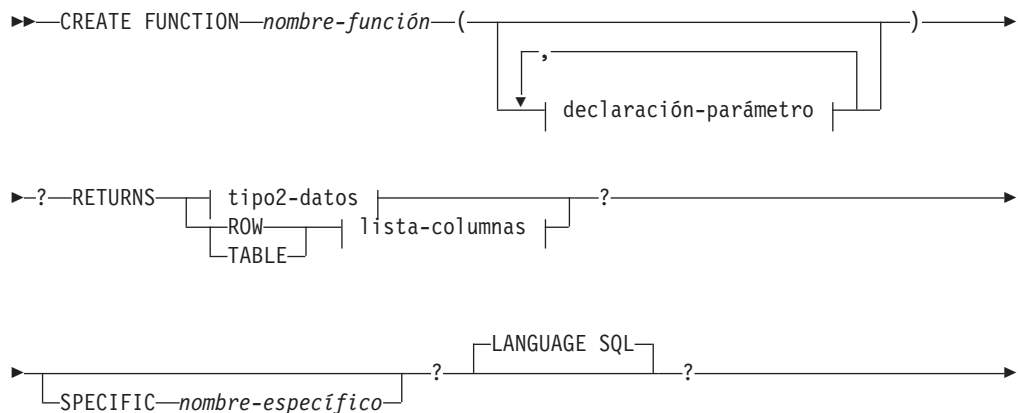 CREATE FUNCTION nombre-función ( )
,
declaración-parámetro
? RETURNS tipo2-datos ?
ROW lista-columnas
TABLE
LANGUAGE SQL
? ?
SPECIFIC nombre-específico